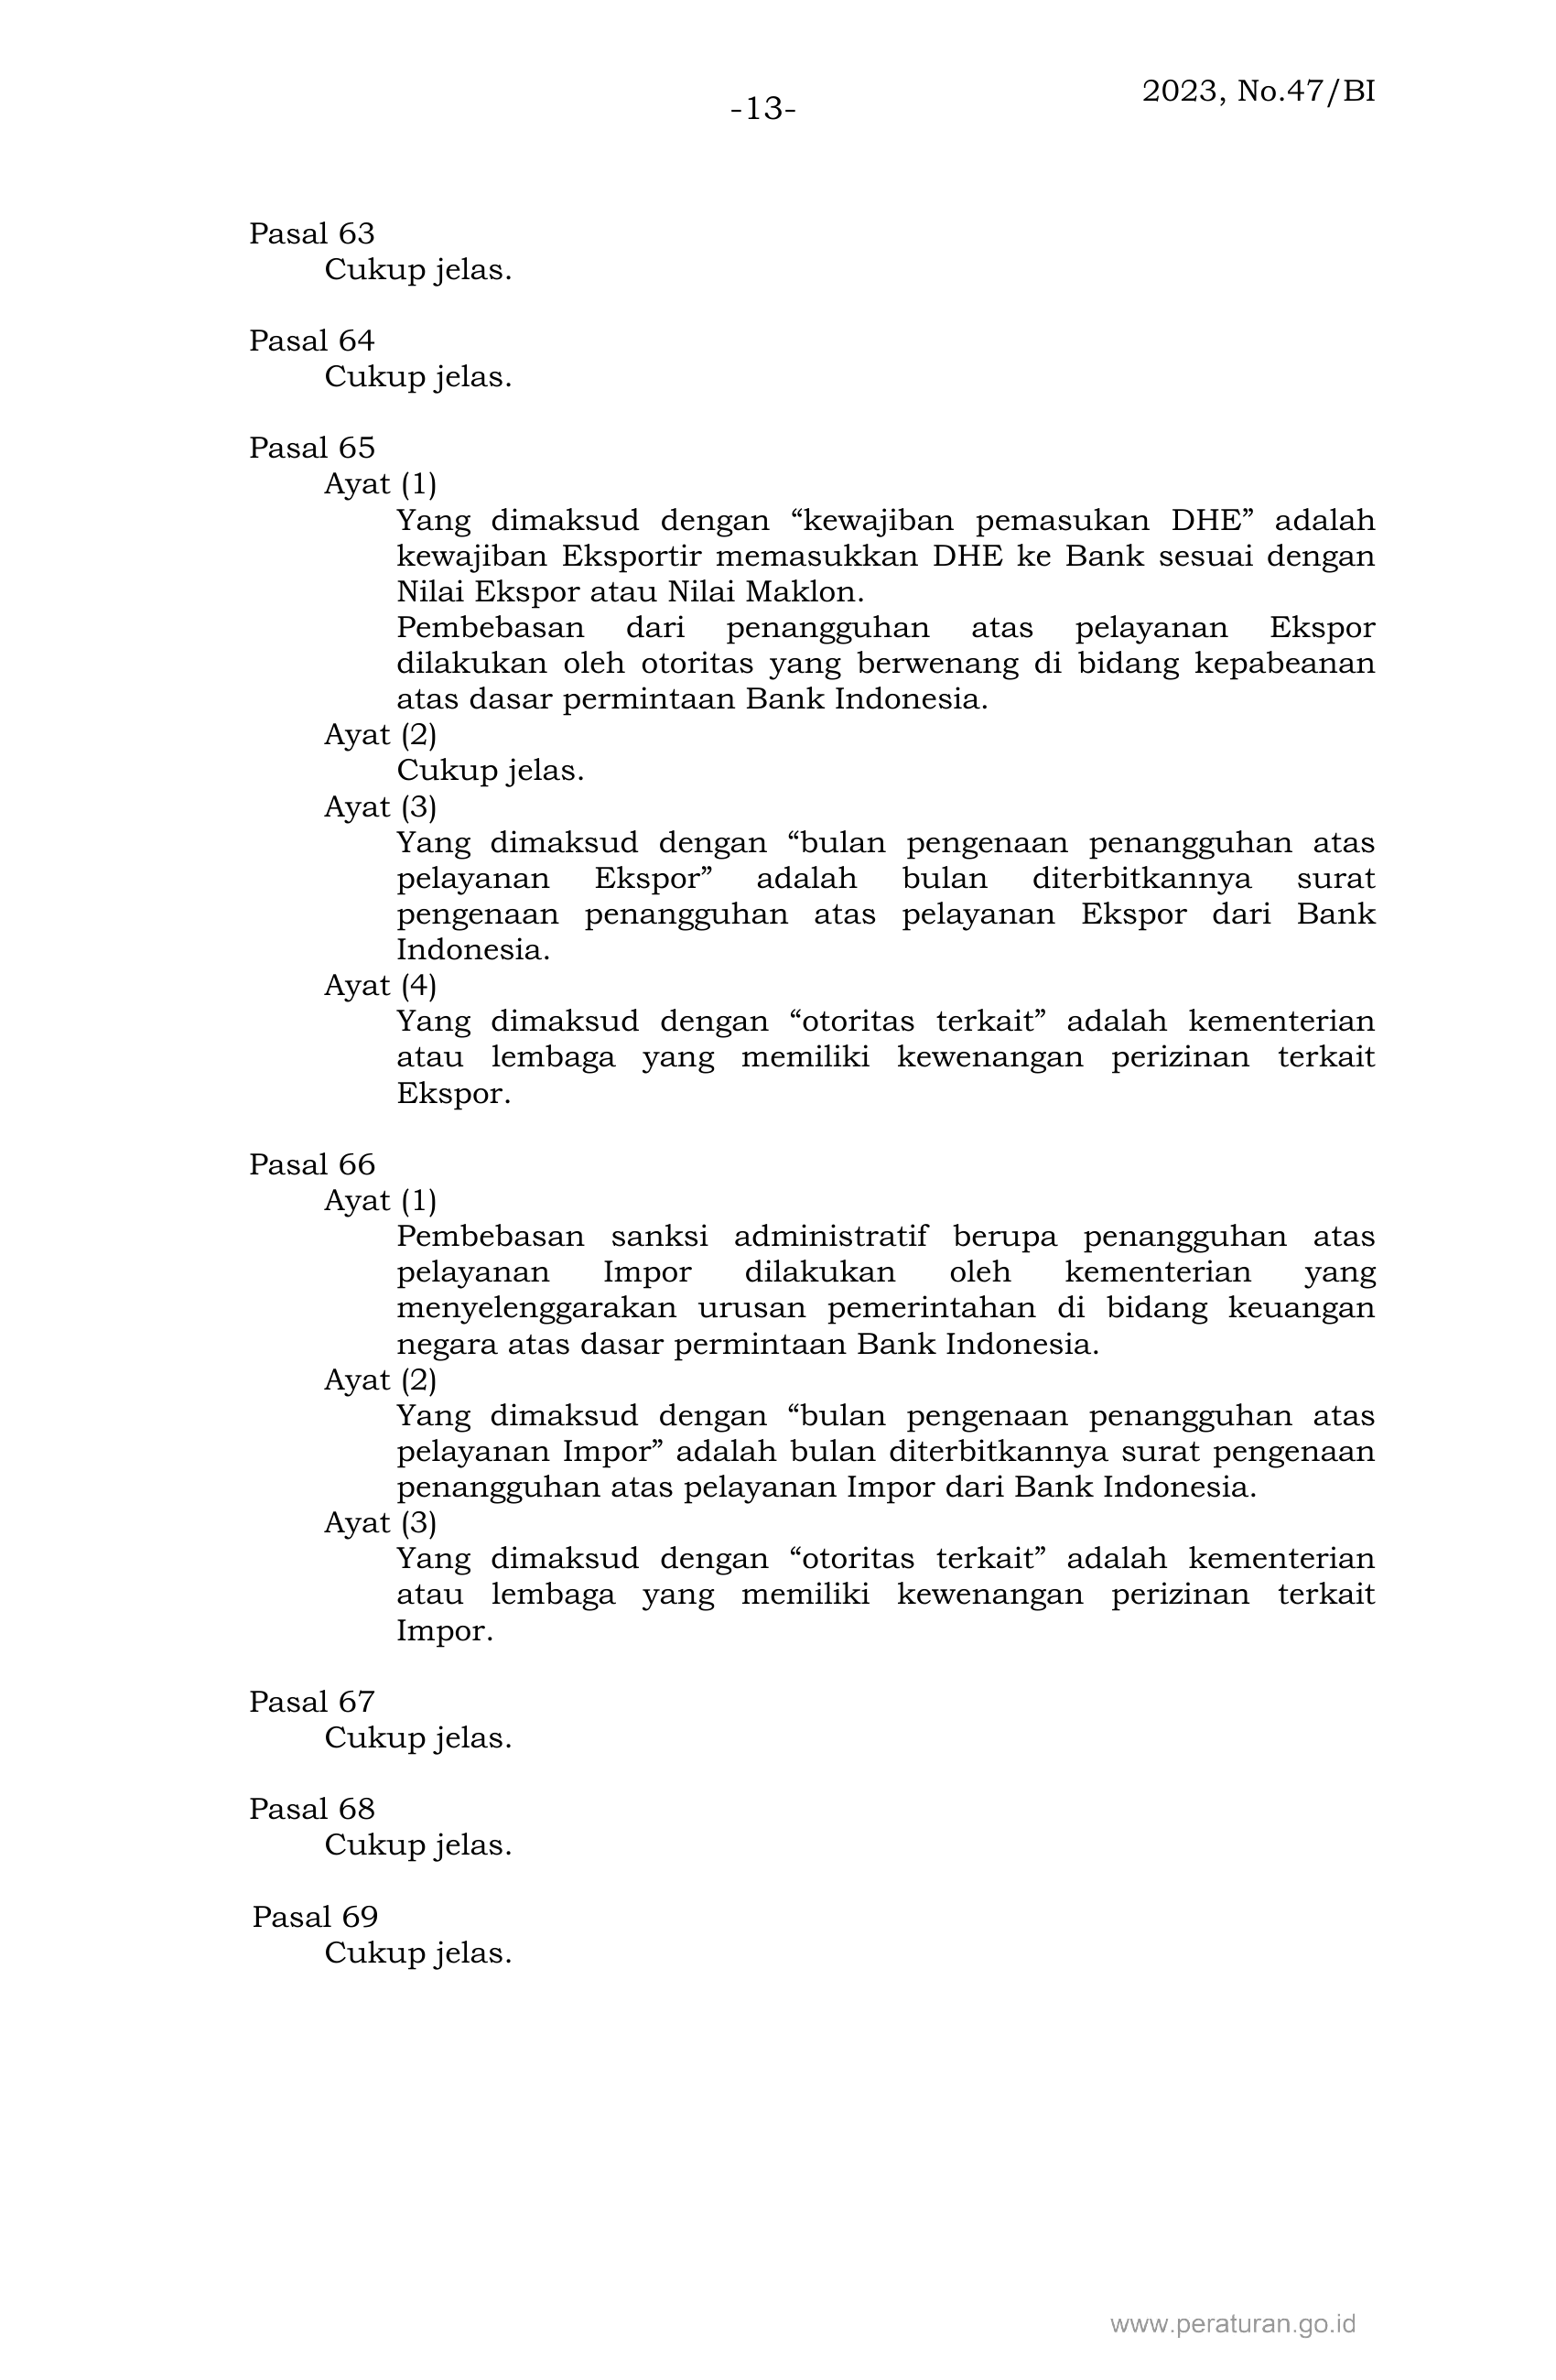 2023, No.47/BI
-13-
Pasal 63
Cukup jelas.
Pasal 64
Cukup jelas.
Pasal 65
Ayat (1)
Yang dimaksud dengan “kewajiban pemasukan DHE” adalah
kewajiban Eksportir memasukkan DHE ke Bank sesuai dengan
Nilai Ekspor atau Nilai Maklon.
Pembebasan dari penangguhan atas pelayanan Ekspor
dilakukan oleh otoritas yang berwenang di bidang kepabeanan
atas dasar permintaan Bank Indonesia.
Ayat (2)
Cukup jelas.
Ayat (3)
Yang dimaksud dengan “bulan pengenaan penangguhan atas
pelayanan Ekspor” adalah bulan diterbitkannya surat
pengenaan penangguhan atas pelayanan Ekspor dari Bank
Indonesia.
Ayat (4)
Yang dimaksud dengan “otoritas terkait” adalah kementerian
atau lembaga yang memiliki kewenangan perizinan terkait
Ekspor.
Pasal 66
Ayat (1)
Pembebasan sanksi administratif berupa penangguhan atas
pelayanan Impor dilakukan oleh kementerian yang
menyelenggarakan urusan pemerintahan di bidang keuangan
negara atas dasar permintaan Bank Indonesia.
Ayat (2)
Yang dimaksud dengan “bulan pengenaan penangguhan atas
pelayanan Impor” adalah bulan diterbitkannya surat pengenaan
penangguhan atas pelayanan Impor dari Bank Indonesia.
Ayat (3)
Yang dimaksud dengan “otoritas terkait” adalah kementerian
atau lembaga yang memiliki kewenangan perizinan terkait
Impor.
Pasal 67
Cukup jelas.
Pasal 68
Cukup jelas.
Pasal 69
Cukup jelas.
www.peraturan.go.id